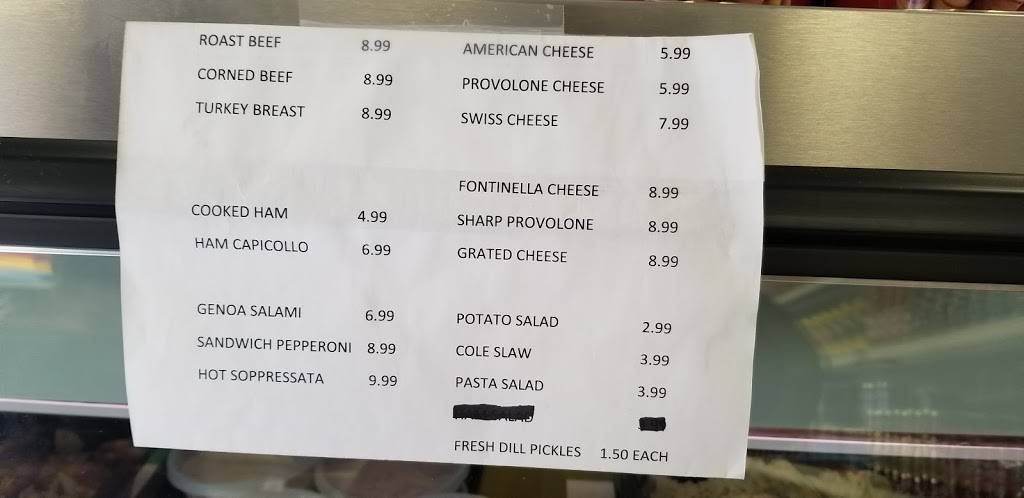 ROAST BEEF 8.99
CORNED BEEF 8.99
TURKEY BREAST 8.99
COOKED HAM 4.99
HAM CAPICOLLO 6.99
GENOA SALAMI 6.99
SANDWICH PEPPERONI 8.99
HOT SOPPRESSATA 9.99
AMERICAN CHEESE 5.99
PROVOLONE CHEESE 5.99
SWISS CHEESE 7.99
FONTINELLA CHEESE 8.99
SHARP PROVOLONE 8.99
GRATED CHEESE 8.99
POTATO SALAD 2.99
COLE SLAW 3.99
PASTA SALAD 3.99
FRESH DILL PICKLES 1.50 EACH